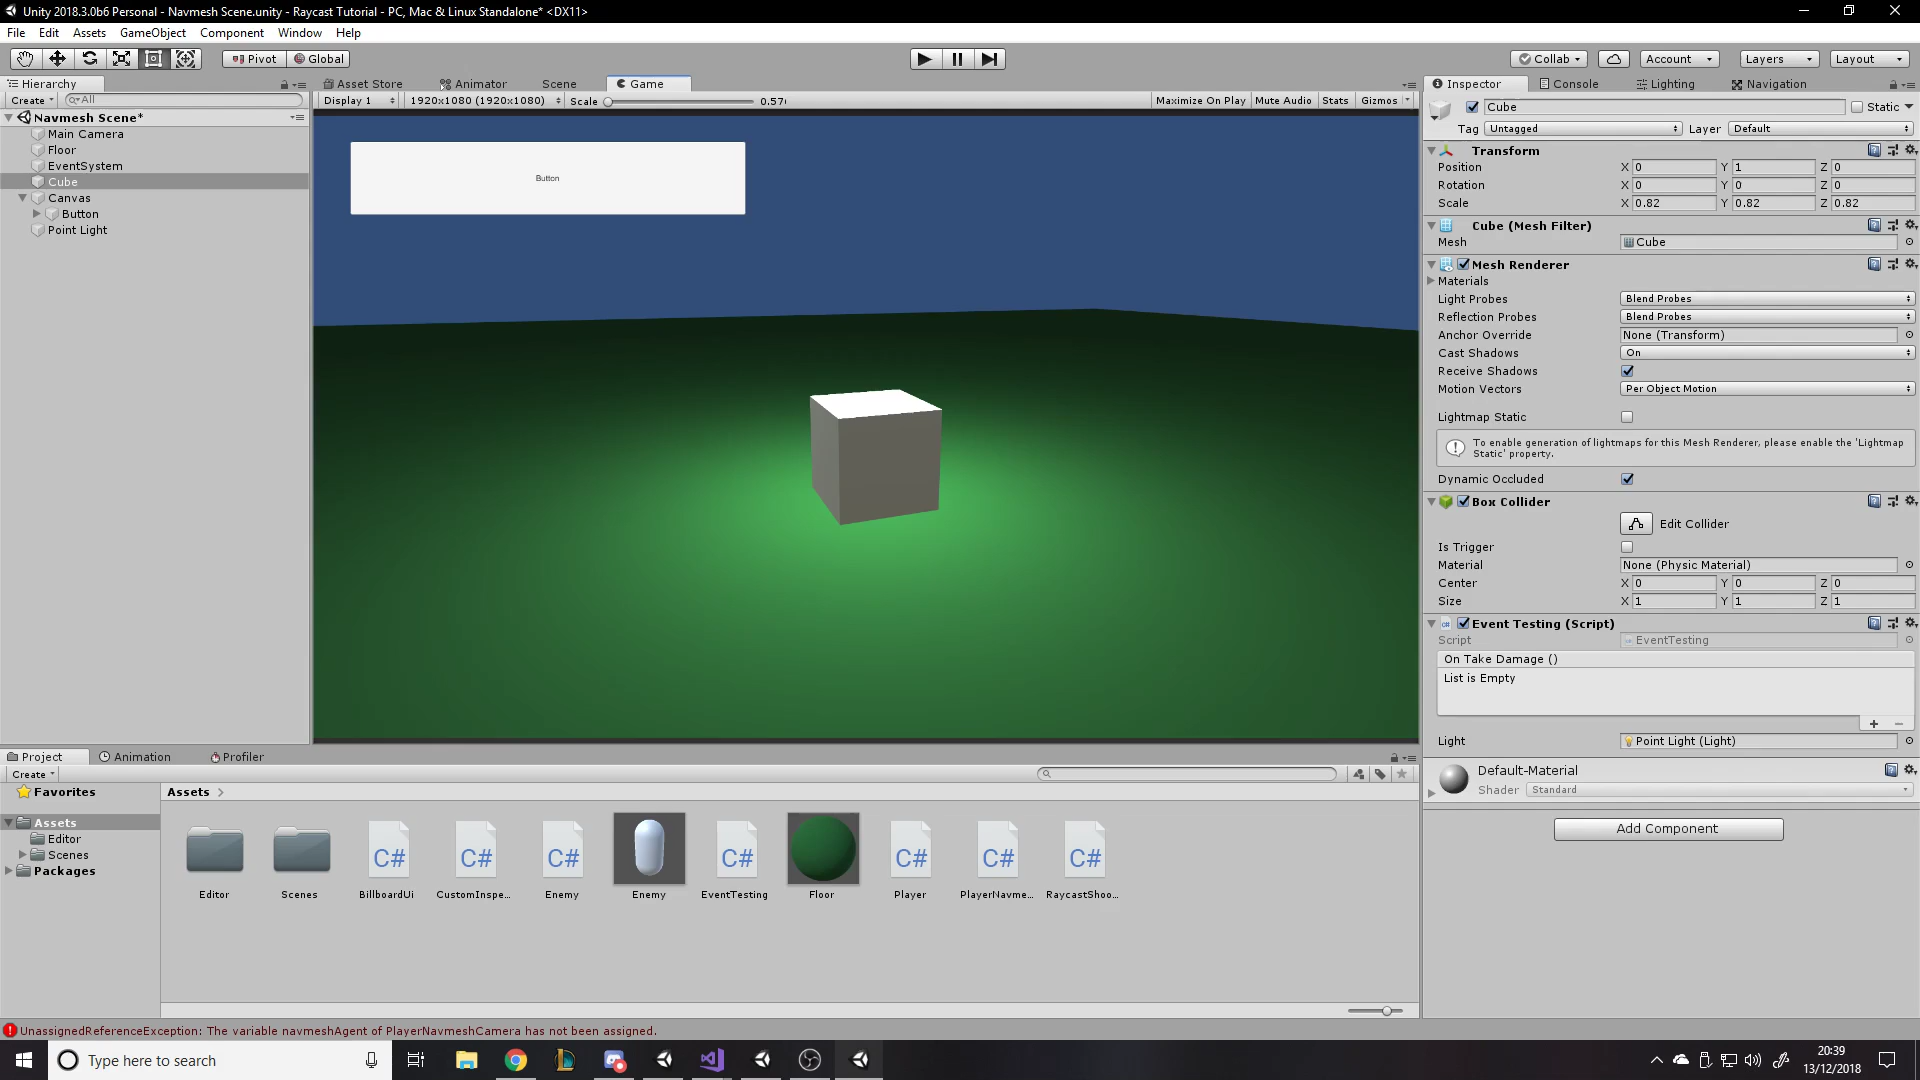 Unity 2018.3.0b6 Personal - Navmesh Scene.unity - Raycast Tutorial - PC, Mac & Linux Standalone* <DX11>
File Edit Assets GameObject Component Window Help
Pivot Global Collab Account Layers Layout
Hierarchy
Create All
Navmesh Scene*
Main Camera
Floor
EventSystem
Cube
Canvas
Button
Point Light
Asset Store Animator Scene Game
Display 1 1920x1080 (1920x1080) Scale 0.57 Maximize On Play Mute Audio Stats Gizmos
Button
Inspector Console Lighting Navigation
Cube Static
Tag Untagged Layer Default
Transform
Position X 0 Y 1 Z 0
Rotation X 0 Y 0 Z 0
Scale X 0.82 Y 0.82 Z 0.82
Cube (Mesh Filter)
Mesh Cube
Mesh Renderer
Materials
Light Probes Blend Probes
Reflection Probes Blend Probes
Anchor Override None (Transform)
Cast Shadows On
Receive Shadows
Motion Vectors Per Object Motion
Lightmap Static
To enable generation of lightmaps for this Mesh Renderer, please enable the 'Lightmap
Static' property.
Dynamic Occluded
Box Collider
Edit Collider
Is Trigger
Material None (Physic Material)
Center X 0 Y 0 Z 0
Size X 1 Y 1 Z 1
Event Testing (Script)
Script EventTesting
On Take Damage ()
List is Empty
Light Point Light (Light)
Default-Material
Shader Standard
Add Component
Project Animation Profiler
Create
Favorites
Assets
Editor
Scenes
Packages
Assets
C# C# C# C# C# C# C#
Editor Scenes BillboardUi CustomInspe... Enemy Enemy EventTesting Floor Player PlayerNavme... RaycastShoo...
UnassignedReferenceException: The variable navmeshAgent of PlayerNavmeshCamera has not been assigned.
Type here to search
20:39
13/12/2018